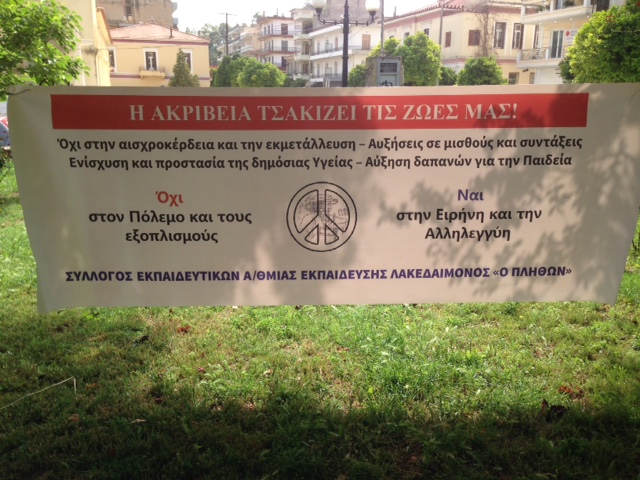 Η ΑΚΡΙΒΕΙΑ ΤΣΑΚΙΖΕΙ ΤΙΣ ΖΩΕΣ ΜΑΣ!
Όχι στην αισχροκέρδεια και την εκμετάλλευση – Αυξήσεις σε μισθούς και συντάξεις
Ενίσχυση και προστασία της δημόσιας Υγείας – Αύξηση δαπανών για την Παιδεία
Όχι
στον Πόλεμο και τους
εξοπλισμούς
Ναι
στην Ειρήνη και την
Αλληλεγγύη
ΣΥΛΛΟΓΟΣ ΕΚΠΑΙΔΕΥΤΙΚΩΝ Α/ΘΜΙΑΣ ΕΚΠΑΙΔΕΥΣΗΣ ΛΑΚΕΔΑΙΜΟΝΟΣ «Ο ΠΛΗΘΩΝ»